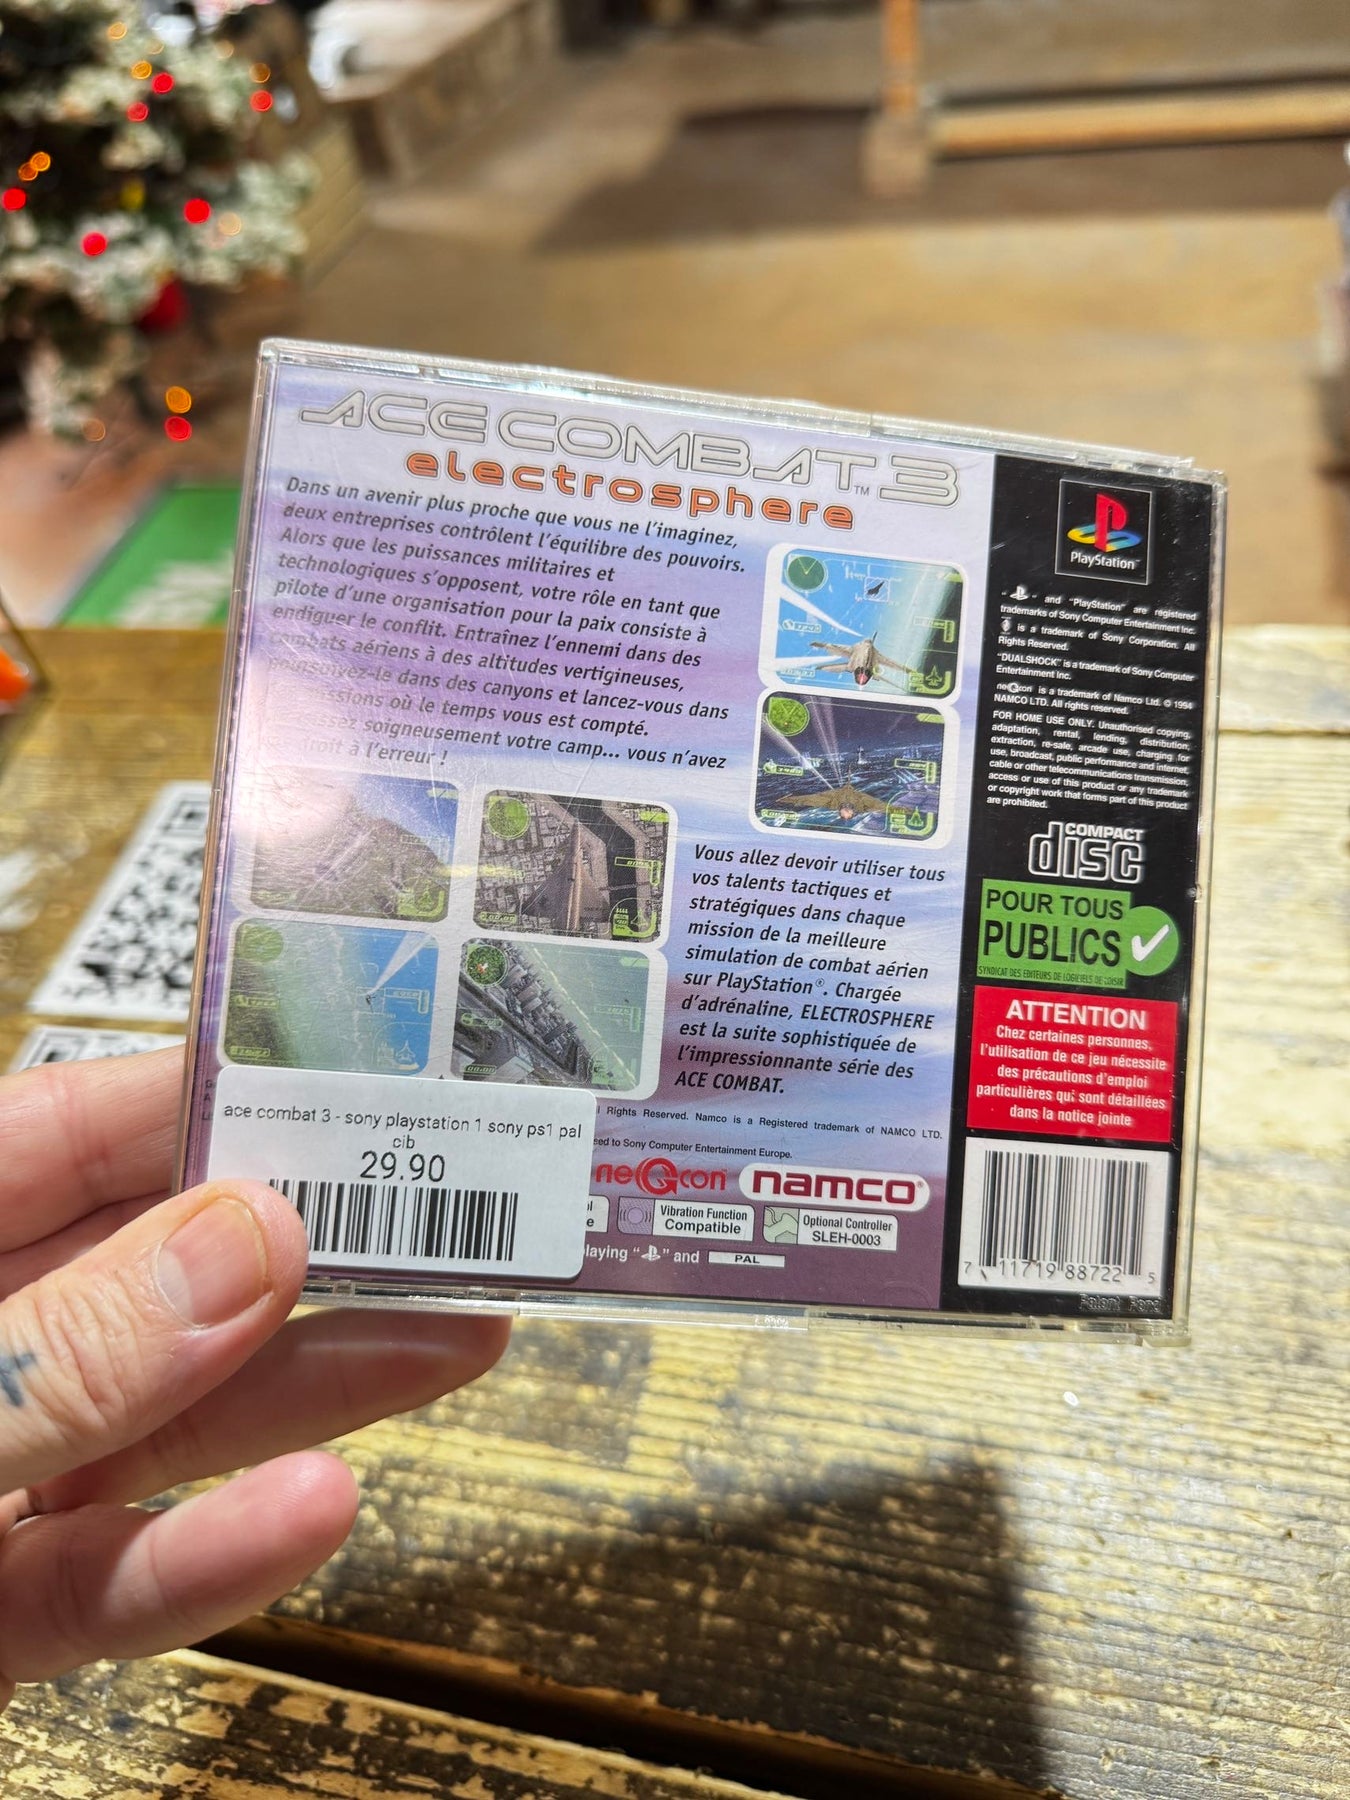 ACE COMBAT™ 3
electrosphere
Dans un avenir plus proche que vous ne l'imaginez,
deux entreprises contrôlent l'équilibre des pouvoirs.
Alors que les puissances militaires et
technologiques s'opposent, votre rôle en tant que
pilote d'une organisation pour la paix consiste à
endiguer le conflit. Entraînez l'ennemi dans des
combats aériens à des altitudes vertigineuses,
dans des canyons et lancez-vous dans
où le temps vous est compté.
soigneusement votre camp... vous n'avez
droit à l'erreur !
Vous allez devoir utiliser tous
vos talents tactiques et
stratégiques dans chaque
mission de la meilleure
simulation de combat aérien
sur PlayStation®. Chargée
d'adrénaline, ELECTROSPHERE
est la suite sophistiquée de
l'impressionnante série des
ACE COMBAT.
Rights Reserved. Namco is a Registered trademark of NAMCO LTD.
to Sony Computer Entertainment Europe.
neGcon namco®
Vibration Function
Compatible
Optional Controller
SLEH-0003
" and PAL
ace combat 3 - sony playstation 1 sony ps1 pal
cib
29.90
PlayStation
" " and "PlayStation" are registered
trademarks of Sony Computer Entertainment Inc.
is a trademark of Sony Corporation. All
Rights Reserved.
"DUALSHOCK" is a trademark of Sony Computer
Entertainment Inc.
neGcon is a trademark of Namco Ltd. © 1994
NAMCO LTD. All rights reserved.
FOR HOME USE ONLY. Unauthorised copying,
adaptation, rental, lending, distribution,
extraction, re-sale, arcade use, charging for
use, broadcast, public performance and internet,
cable or other telecommunications transmission,
access or use of this product or any trademark
or copyright work that forms part of this product
are prohibited.
COMPACT
disc
POUR TOUS
PUBLICS
SYNDICAT DES EDITEURS DE LOGICIELS DE LOISIR
ATTENTION
Chez certaines personnes,
l'utilisation de ce jeu nécessite
des précautions d'emploi
particulières qui sont détaillées
dans la notice jointe
7 11719 88722 5